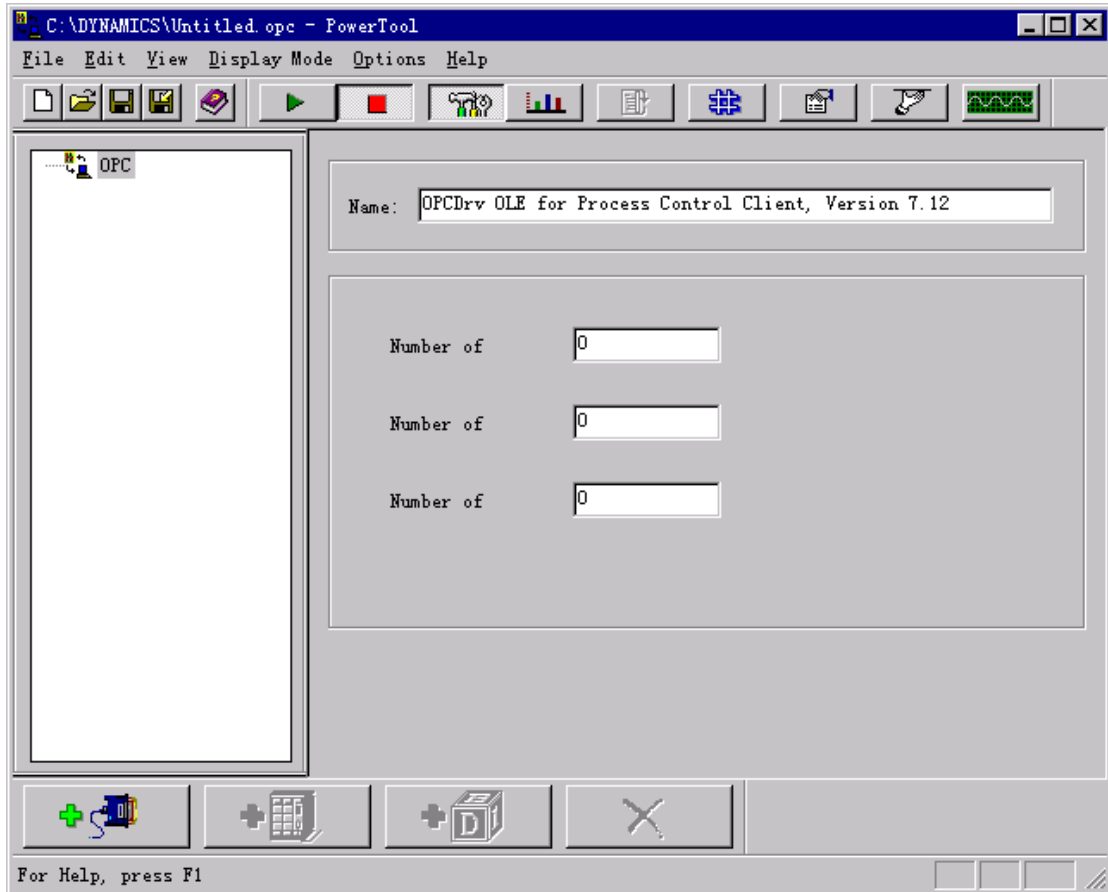 C:\DYNAMICS\Untitled.opc - PowerTool
File Edit View Display Mode Options Help
OPC
Name: OPCDrv OLE for Process Control Client, Version 7.12
Number of 0
Number of 0
Number of 0
D
For Help, press F1